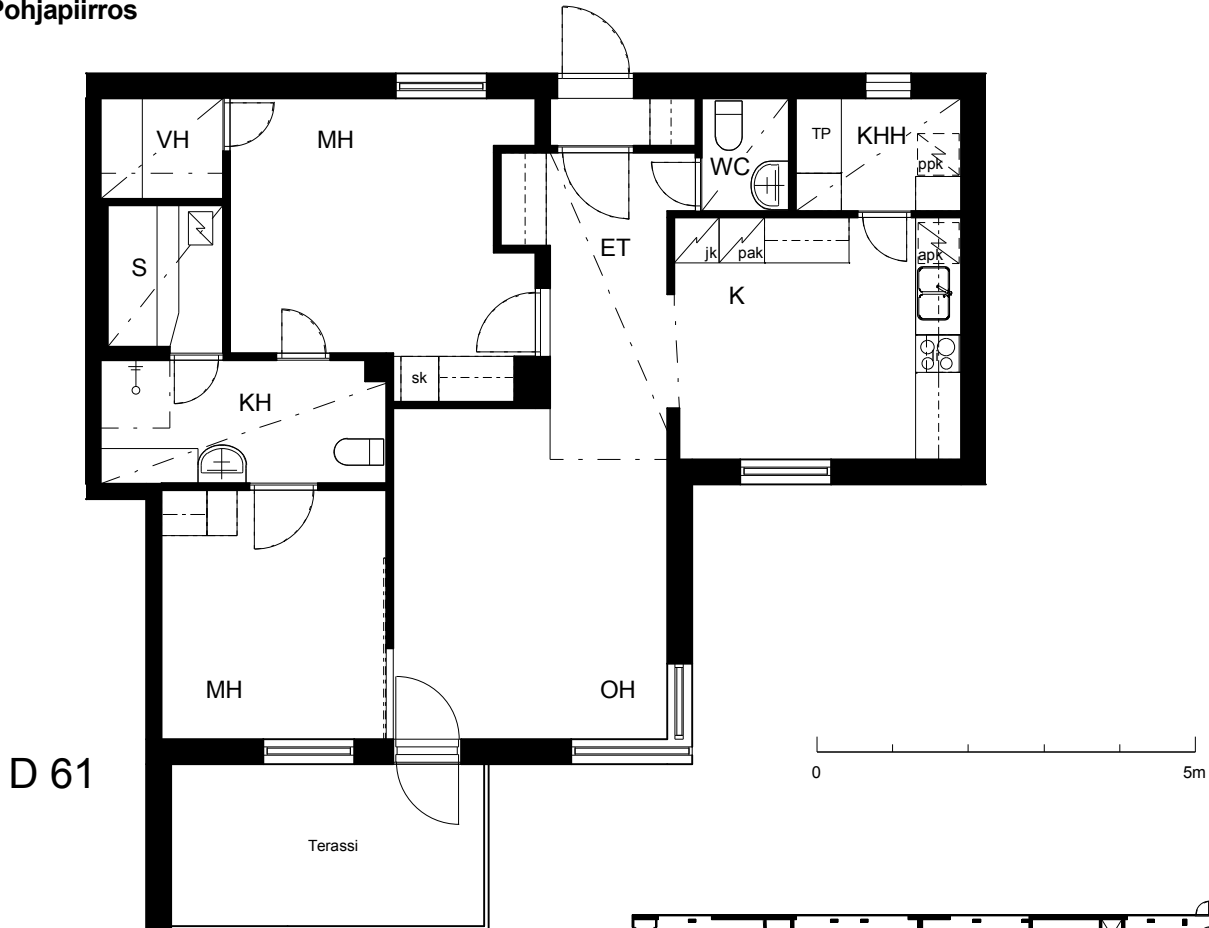 Pohjapiirros
VH
MH
WC
TP
KHH
ppk
S
ET
jk
pak
apk
K
sk
KH
MH
OH
D 61
0
5m
Terassi